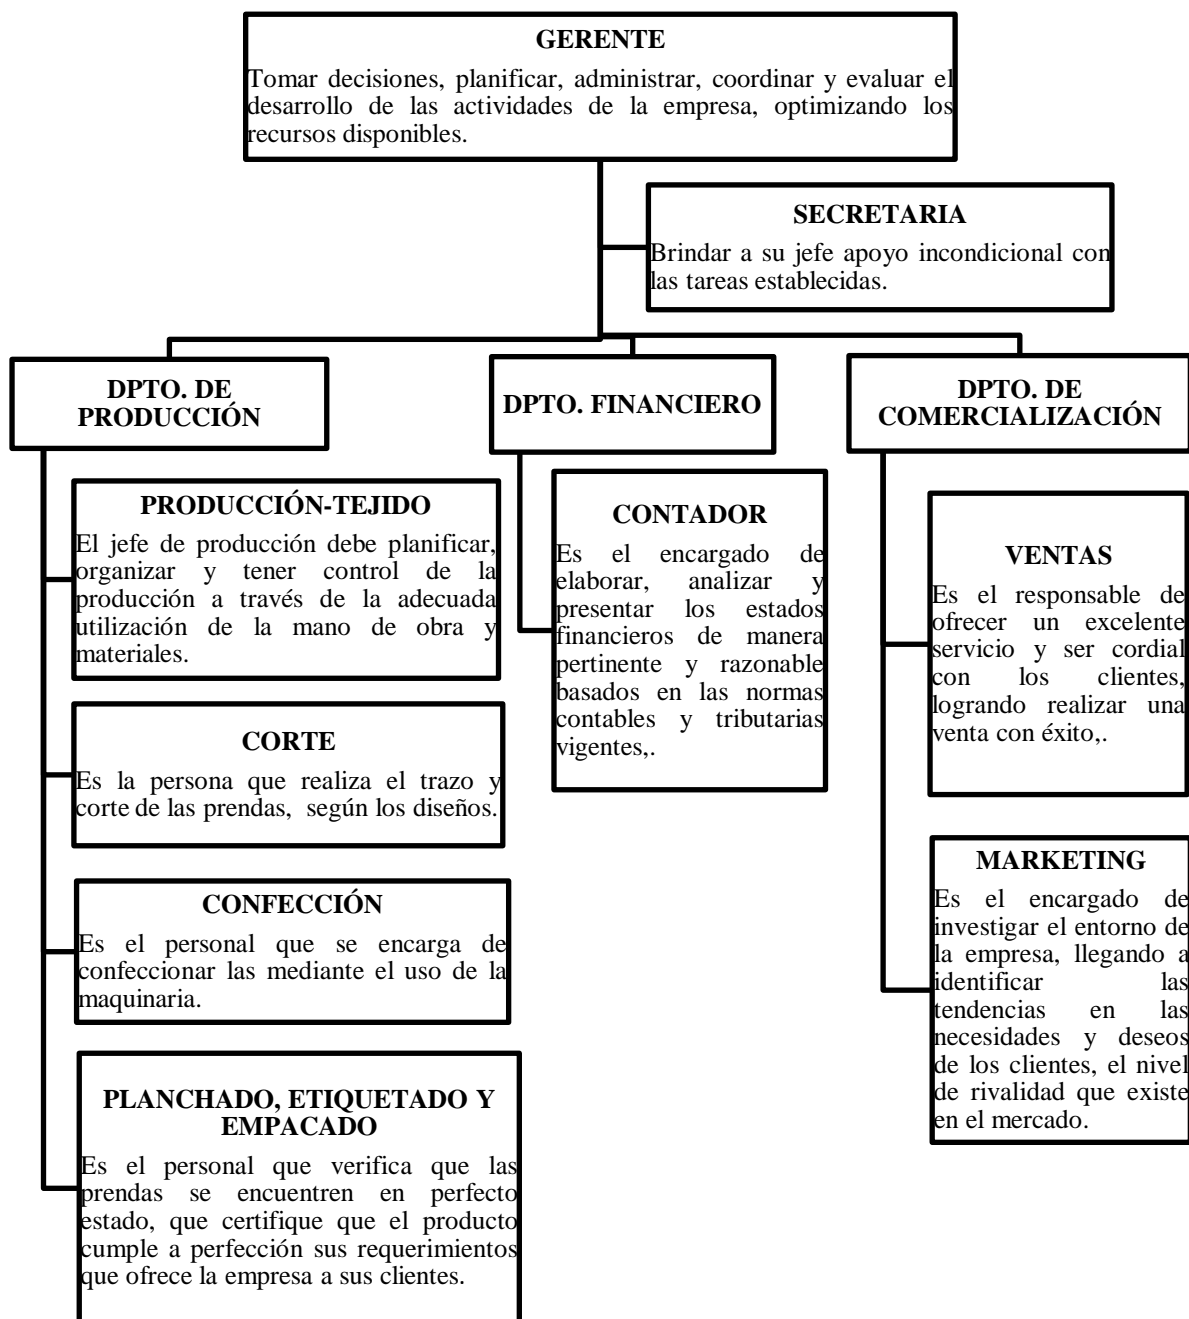 GERENTE
Tomar decisiones, planificar, administrar, coordinar y evaluar el
desarrollo de las actividades de la empresa, optimizando los
recursos disponibles.
SECRETARIA
Brindar a su jefe apoyo incondicional con
las tareas establecidas.
DPTO. DE
PRODUCCIÓN
DPTO. FINANCIERO
DPTO. DE
COMERCIALIZACIÓN
PRODUCCIÓN-TEJIDO
El jefe de producción debe planificar,
organizar y tener control de la
producción a través de la adecuada
utilización de la mano de obra y
materiales.
CORTE
Es la persona que realiza el trazo y
corte de las prendas, según los diseños.
CONFECCIÓN
Es el personal que se encarga de
confeccionar las mediante el uso de la
maquinaria.
PLANCHADO, ETIQUETADO Y
EMPACADO
Es el personal que verifica que las
prendas se encuentren en perfecto
estado, que certifique que el producto
cumple a perfección sus requerimientos
que ofrece la empresa a sus clientes.
CONTADOR
Es el encargado de
elaborar, analizar y
presentar los estados
financieros de manera
pertinente y razonable
basados en las normas
contables y tributarias
vigentes,.
VENTAS
Es el responsable de
ofrecer un excelente
servicio y ser cordial
con los clientes,
logrando realizar una
venta con éxito,.
MARKETING
Es el encargado de
investigar el entorno de
la empresa, llegando a
identificar las
tendencias en las
necesidades y deseos
de los clientes, el nivel
de rivalidad que existe
en el mercado.